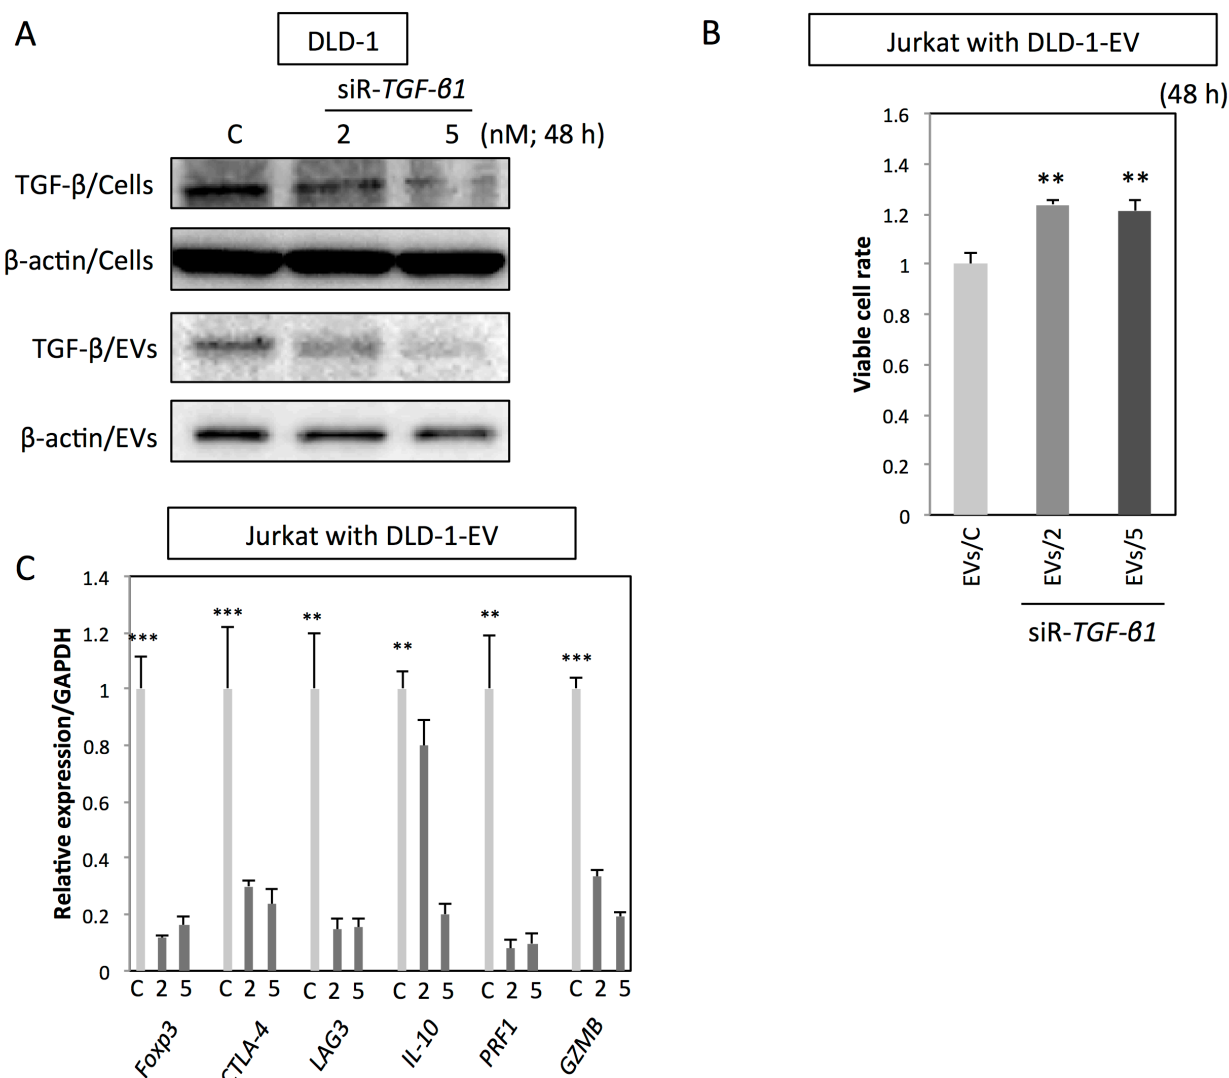 A
DLD-1
siR-TGF-β1
C 2 5 (nM; 48 h)
TGF-β/Cells
β-actin/Cells
TGF-β/EVs
β-actin/EVs
B
Jurkat with DLD-1-EV
(48 h)
Viable cell rate
1.6
1.4
1.2
1
0.8
0.6
0.4
0.2
0
** **
EVs/C EVs/2 EVs/5
siR-TGF-β1
Jurkat with DLD-1-EV
C
Relative expression/GAPDH
1.4
1.2
1
0.8
0.6
0.4
0.2
0
*** *** ** ** ** ***
C 2 5 C 2 5 C 2 5 C 2 5 C 2 5 C 2 5
Foxp3 CTLA-4 LAG3 IL-10 PRF1 GZMB